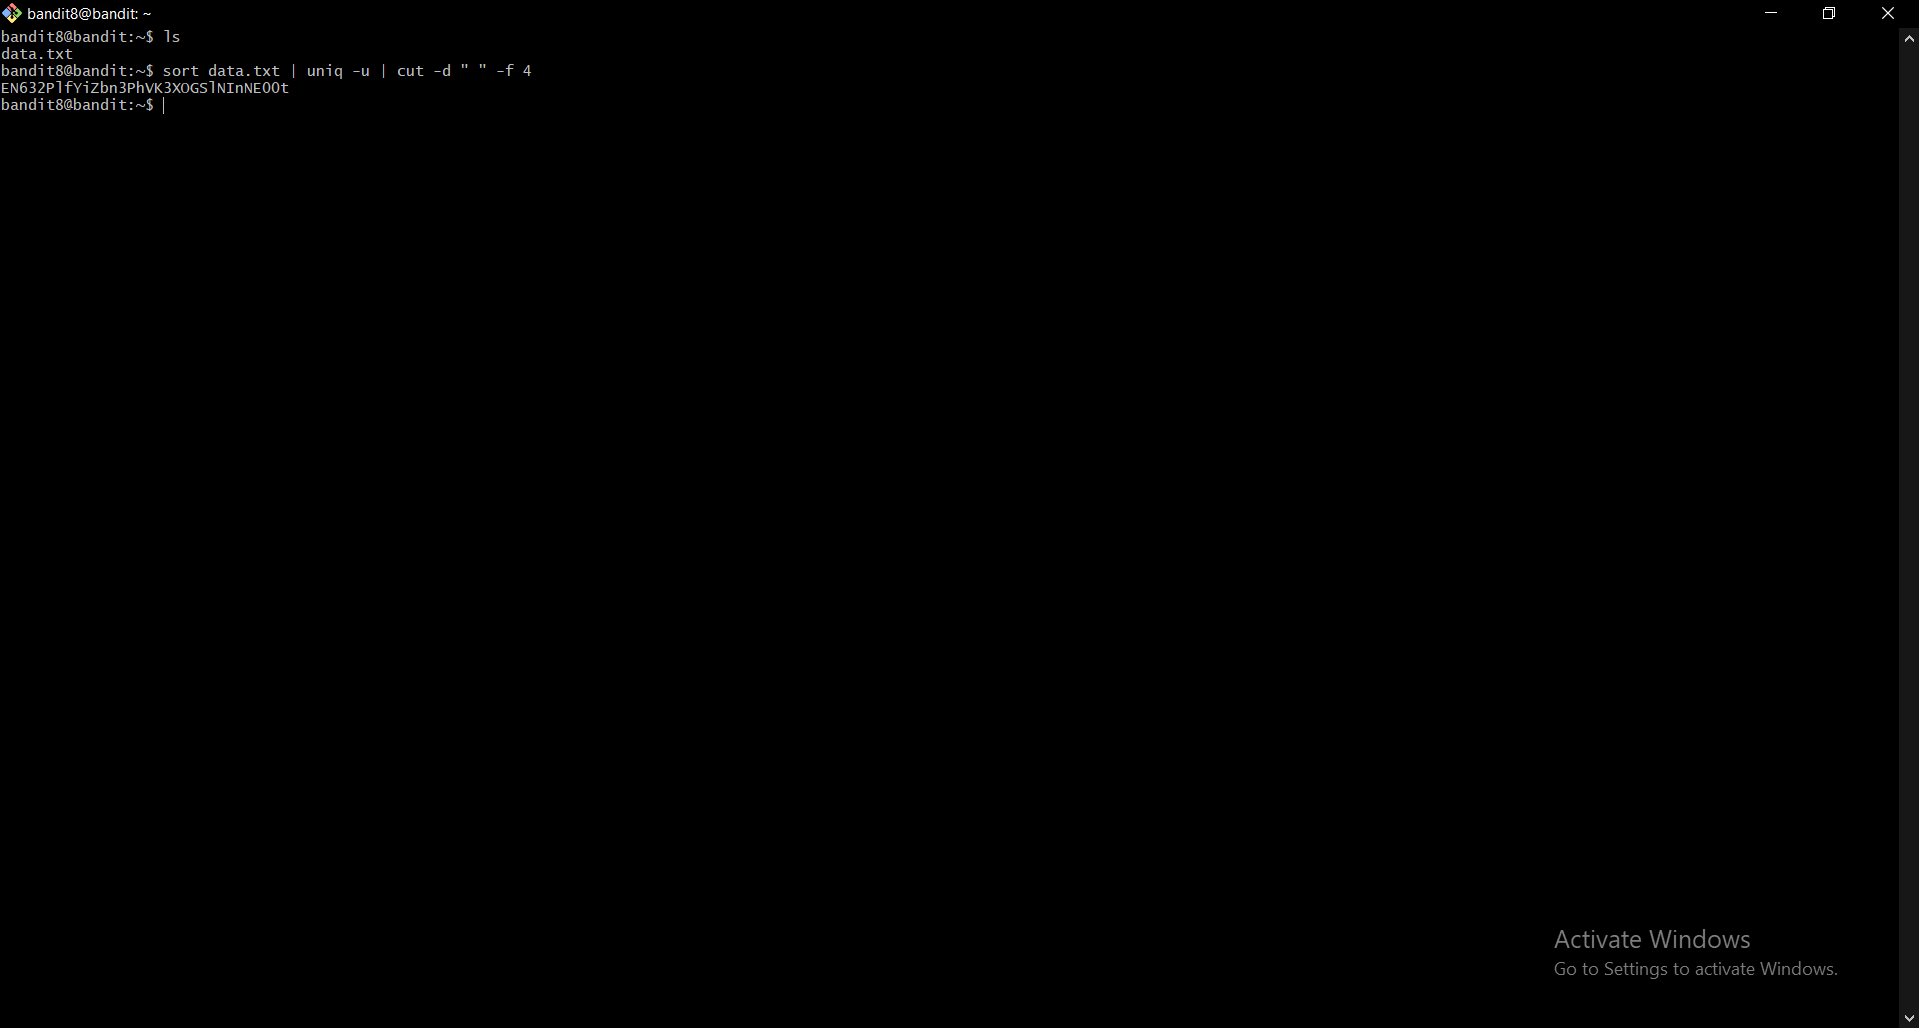 bandit8@bandit: ~
bandit8@bandit:~$ ls
data.txt
bandit8@bandit:~$ sort data.txt | uniq -u | cut -d " " -f 4
EN632PlfYiZbn3PhVK3XOGSlNInNE00t
bandit8@bandit:~$
Activate Windows
Go to Settings to activate Windows.